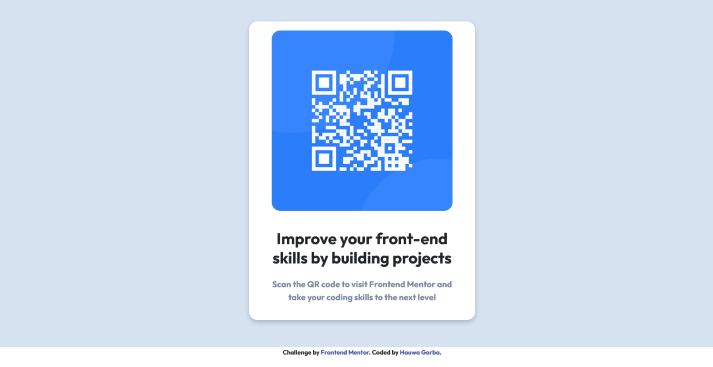 Improve your front-end
skills by building projects
Scan the QR code to visit Frontend Mentor and
take your coding skills to the next level
Challenge by Frontend Mentor. Coded by Hauwa Garba.